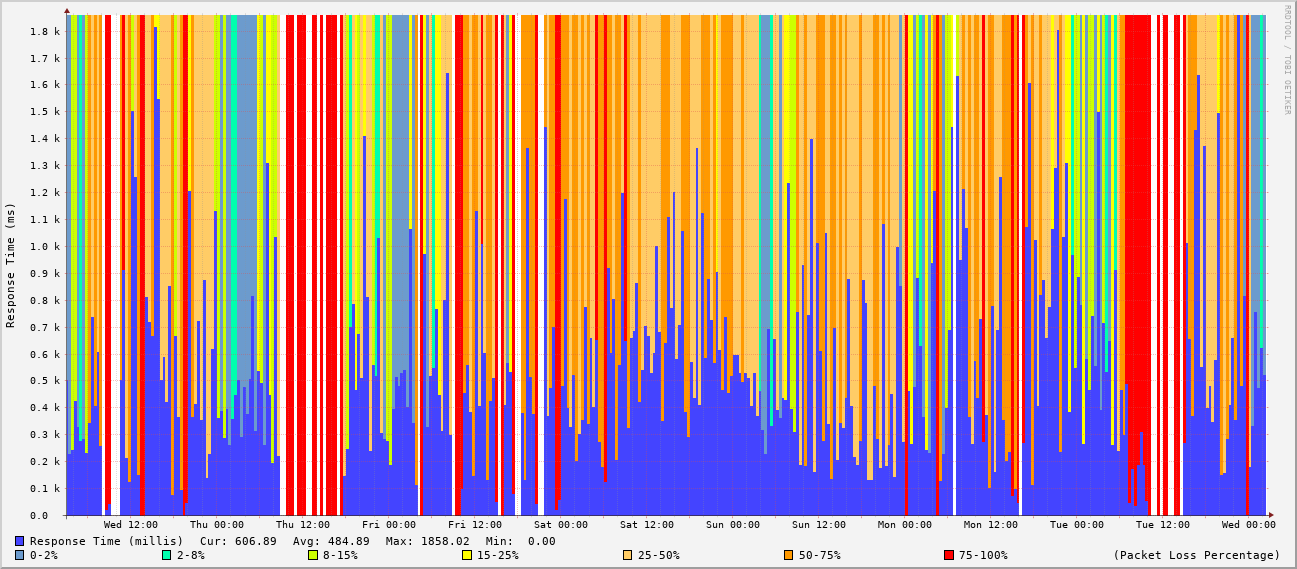 RRDTOOL / TOBI OETIKER
Response Time (ms)
1.8 k
1.7 k
1.6 k
1.5 k
1.4 k
1.3 k
1.2 k
1.1 k
1.0 k
0.9 k
0.8 k
0.7 k
0.6 k
0.5 k
0.4 k
0.3 k
0.2 k
0.1 k
0.0
Wed 12:00 Thu 00:00 Thu 12:00 Fri 00:00 Fri 12:00 Sat 00:00 Sat 12:00 Sun 00:00 Sun 12:00 Mon 00:00 Mon 12:00 Tue 00:00 Tue 12:00 Wed 00:00
Response Time (millis) Cur: 606.89 Avg: 484.89 Max: 1858.02 Min: 0.00
0-2% 2-8% 8-15% 15-25% 25-50% 50-75% 75-100% (Packet Loss Percentage)